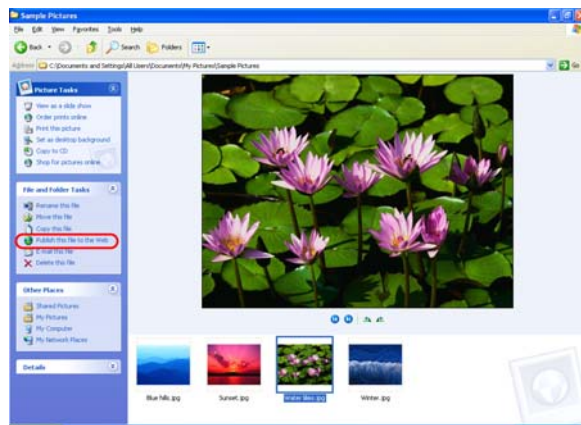 Sample Pictures
File Edit View Favorites Tools Help
Back Search Folders
Address C:\Documents and Settings\All Users\Documents\My Pictures\Sample Pictures Go
Picture Tasks
View as a slide show
Order prints online
Print this picture
Set as desktop background
Copy to CD
Shop for pictures online
File and Folder Tasks
Rename this file
Move this file
Copy this file
Publish this file to the Web
E-mail this file
Delete this file
Other Places
Shared Pictures
My Pictures
My Computer
My Network Places
Details
Blue hills.jpg Sunset.jpg Water lilies.jpg Winter.jpg